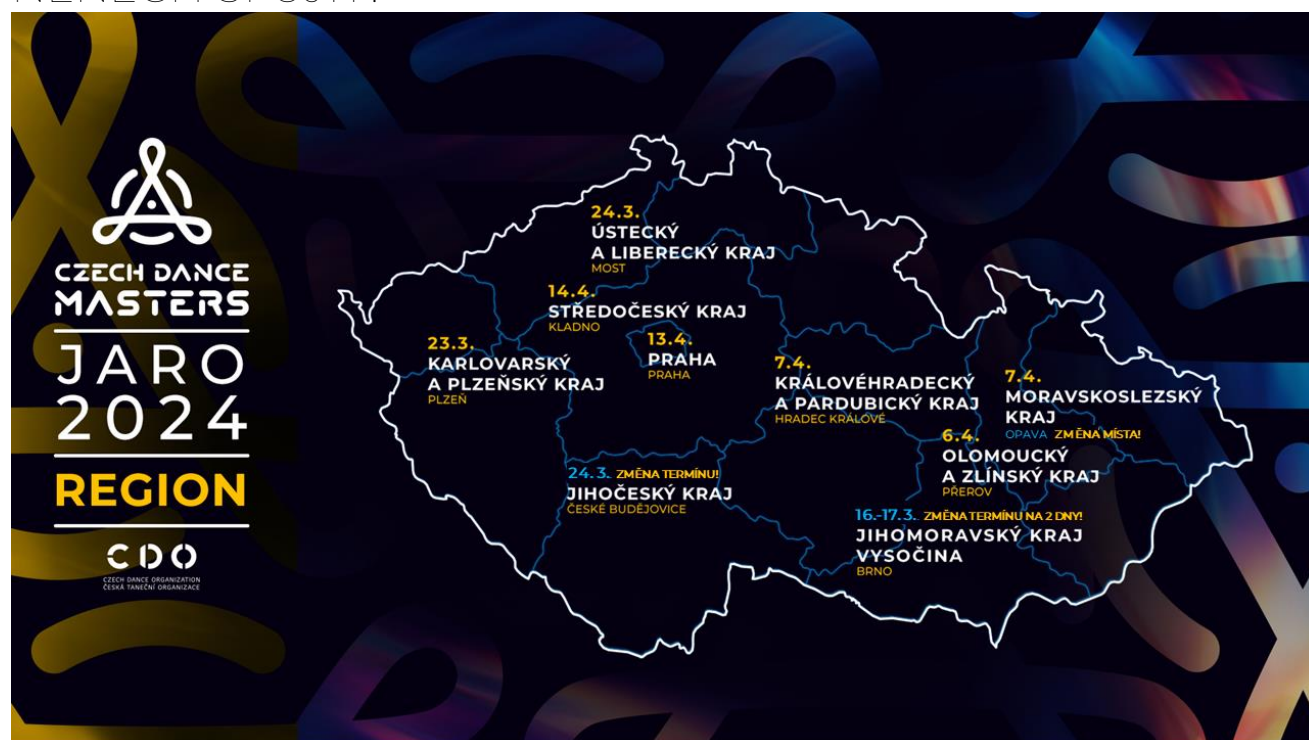 CZECH DANCE
MASTERS
JARO
2024
REGION
CDO
CZECH DANCE ORGANIZATION
ČESKÁ TANEČNÍ ORGANIZACE
24.3.
ÚSTECKÝ
A LIBERECKÝ KRAJ
MOST
14.4.
STŘEDOČESKÝ KRAJ
KLADNO
13.4.
PRAHA
PRAHA
23.3.
KARLOVARSKÝ
A PLZEŇSKÝ KRAJ
PLZEŇ
7.4.
KRÁLOVÉHRADECKÝ
A PARDUBICKÝ KRAJ
HRADEC KRÁLOVÉ
7.4.
MORAVSKOSLEZSKÝ
KRAJ
OPAVA ZMĚNA MÍSTA!
6.4.
OLOMOUCKÝ
A ZLÍNSKÝ KRAJ
PŘEROV
24.3. ZMĚNA TERMÍNU!
JIHOČESKÝ KRAJ
ČESKÉ BUDĚJOVICE
16.-17.3. ZMĚNA TERMÍNU NA 2 DNY!
JIHOMORAVSKÝ KRAJ
VYSOČINA
BRNO